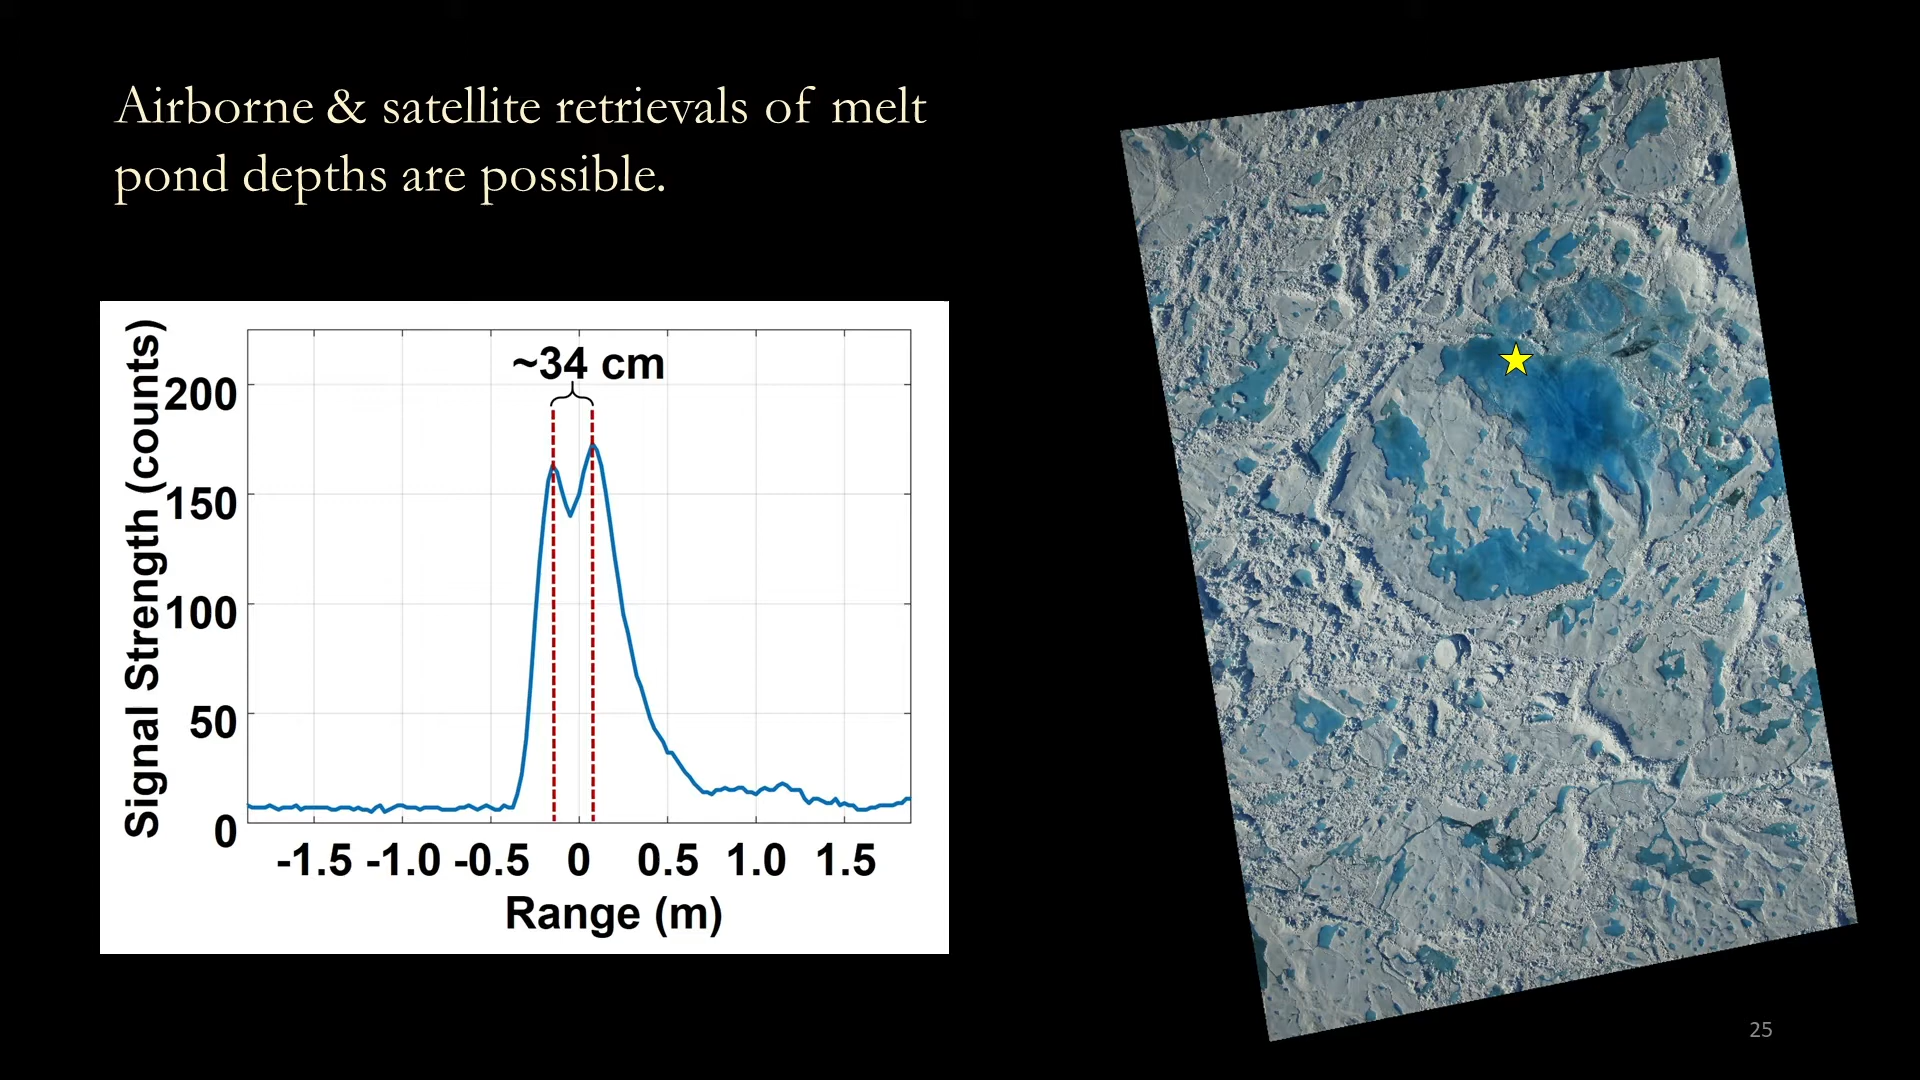 Airborne & satellite retrievals of melt
pond depths are possible.
~34 cm
Signal Strength (counts)
200
150
100
50
0
-1.5 -1.0 -0.5 0 0.5 1.0 1.5
Range (m)
25